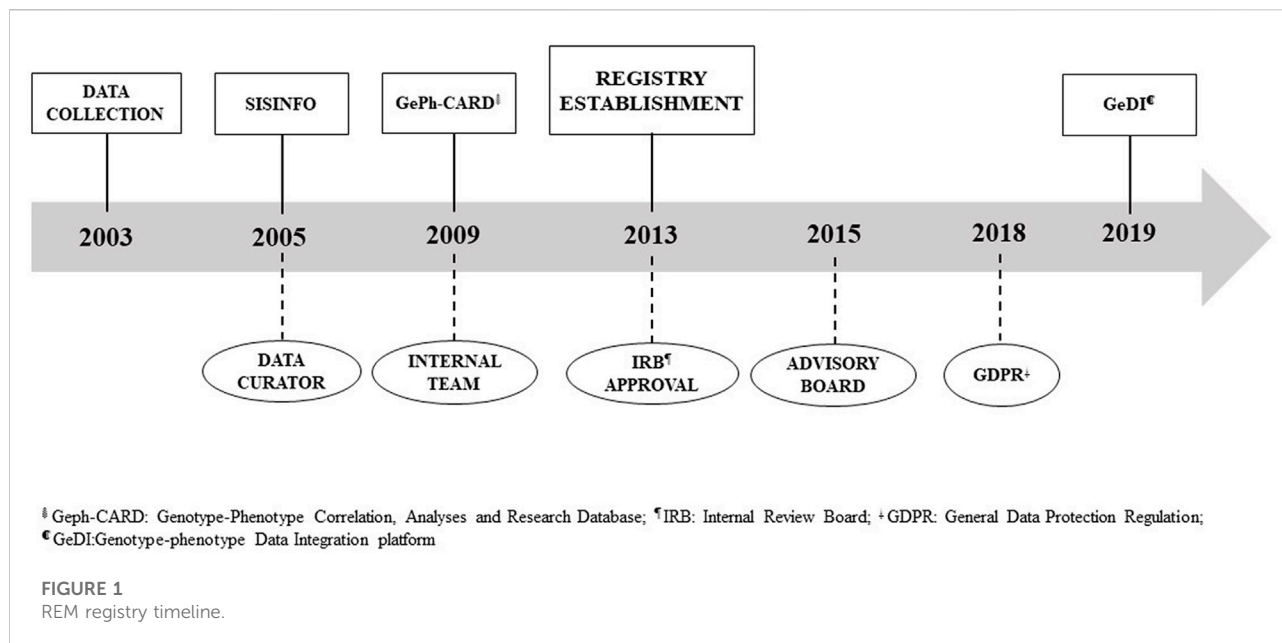 DATA
COLLECTION
SISINFO
GePh-CARD⸸
REGISTRY
ESTABLISHMENT
GeDI€
2003
2005
2009
2013
2015
2018
2019
DATA
CURATOR
INTERNAL
TEAM
IRB¶
APPROVAL
ADVISORY
BOARD
GDPR⸸
⸸ Geph-CARD: Genotype-Phenotype Correlation, Analyses and Research Database; ¶IRB: Internal Review Board; ⸸GDPR: General Data Protection Regulation;
€GeDI:Genotype-phenotype Data Integration platform
FIGURE 1
REM registry timeline.